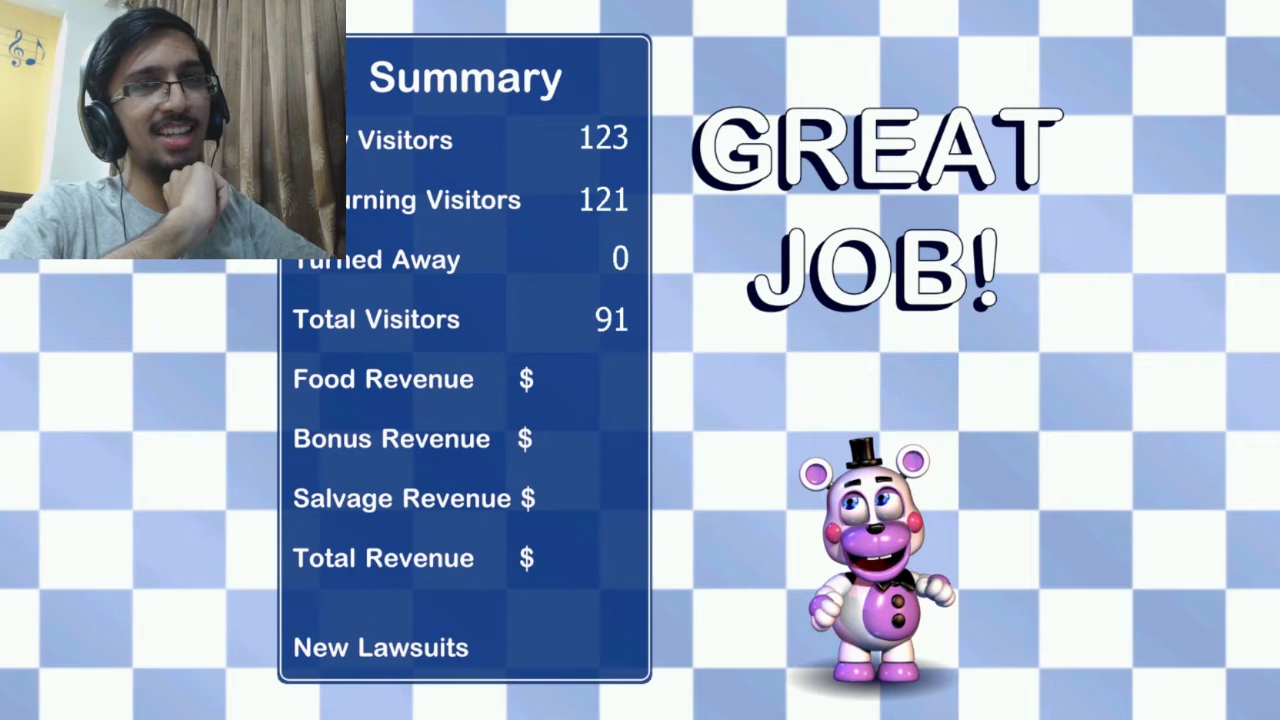 Summary
Visitors 123
Visitors 121
Turned Away 0
Total Visitors 91
Food Revenue $
Bonus Revenue $
Salvage Revenue $
Total Revenue $
New Lawsuits
GREAT
JOB!